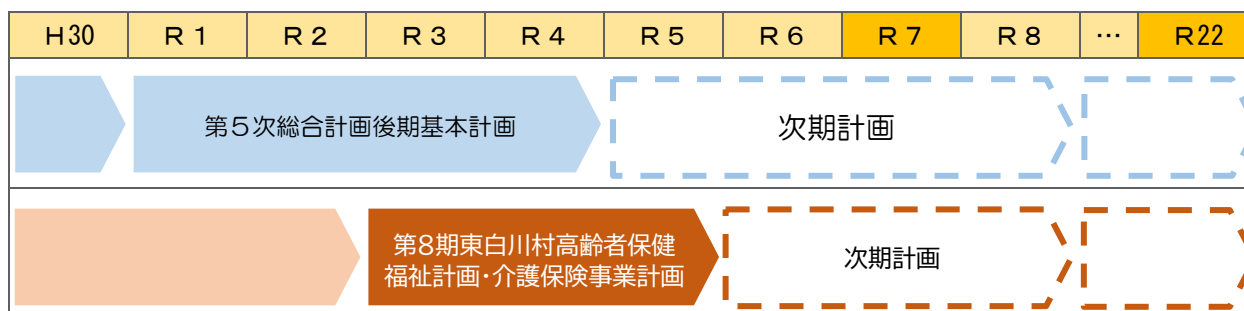 H30 R1 R2 R3 R4 R5 R6 R7 R8 … R22
第5次総合計画後期基本計画
次期計画
第8期東白川村高齢者保健
福祉計画・介護保険事業計画
次期計画